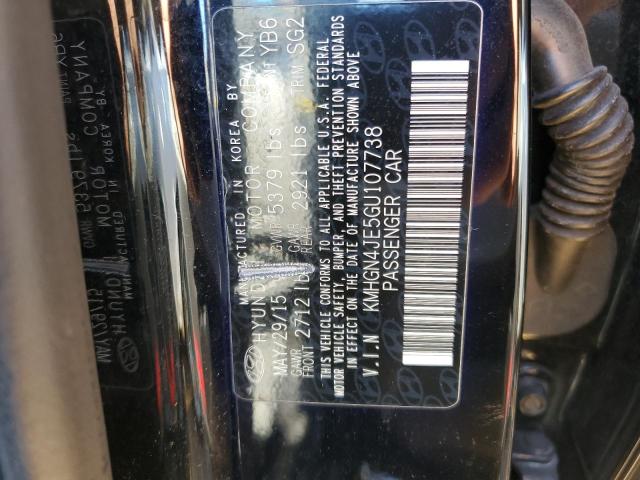 MANUFACTURED IN KOREA BY
HYUNDAI MOTOR COMPANY
MAY/29/15 GVWR 5379 lbs PAINT YB6
GAWR FRONT 2712 lbs GAWR REAR 2921 lbs TRIM SG2
THIS VEHICLE CONFORMS TO ALL APPLICABLE U.S.A. FEDERAL
MOTOR VEHICLE SAFETY, BUMPER, AND THEFT PREVENTION STANDARDS
IN EFFECT ON THE DATE OF MANUFACTURE SHOWN ABOVE
V.I.N KMHGN4JE5GU107738
PASSENGER CAR